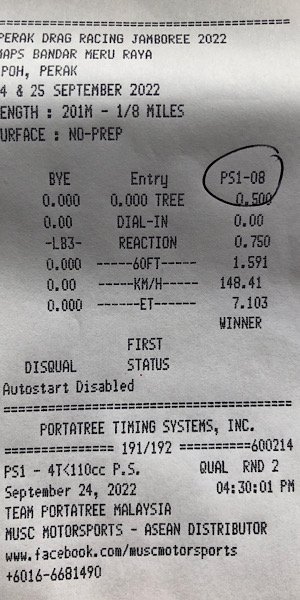 PERAK DRAG RACING JAMBOREE 2022
MAPS BANDAR MERU RAYA
POH, PERAK
4 & 25 SEPTEMBER 2022
ENGTH : 201M - 1/8 MILES
URFACE : NO-PREP
BYE Entry PS1-08
0.000 0.000 TREE 0.500
0.00 DIAL-IN 0.00
-LB3- REACTION 0.750
0.000 ------60FT----- 1.591
0.00 ------KM/H----- 148.41
0.000 -------ET------ 7.103
WINNER
FIRST
DISQUAL STATUS
Autostart Disabled
PORTATREE TIMING SYSTEMS, INC.
=============== 191/192 ==========600214
PS1 - 4T<110cc P.S. QUAL RND 2
September 24, 2022 04:30:01 PM
TEAM PORTATREE MALAYSIA
MUSC MOTORSPORTS - ASEAN DISTRIBUTOR
www.facebook.com/muscmotorsports
+6016-6681490